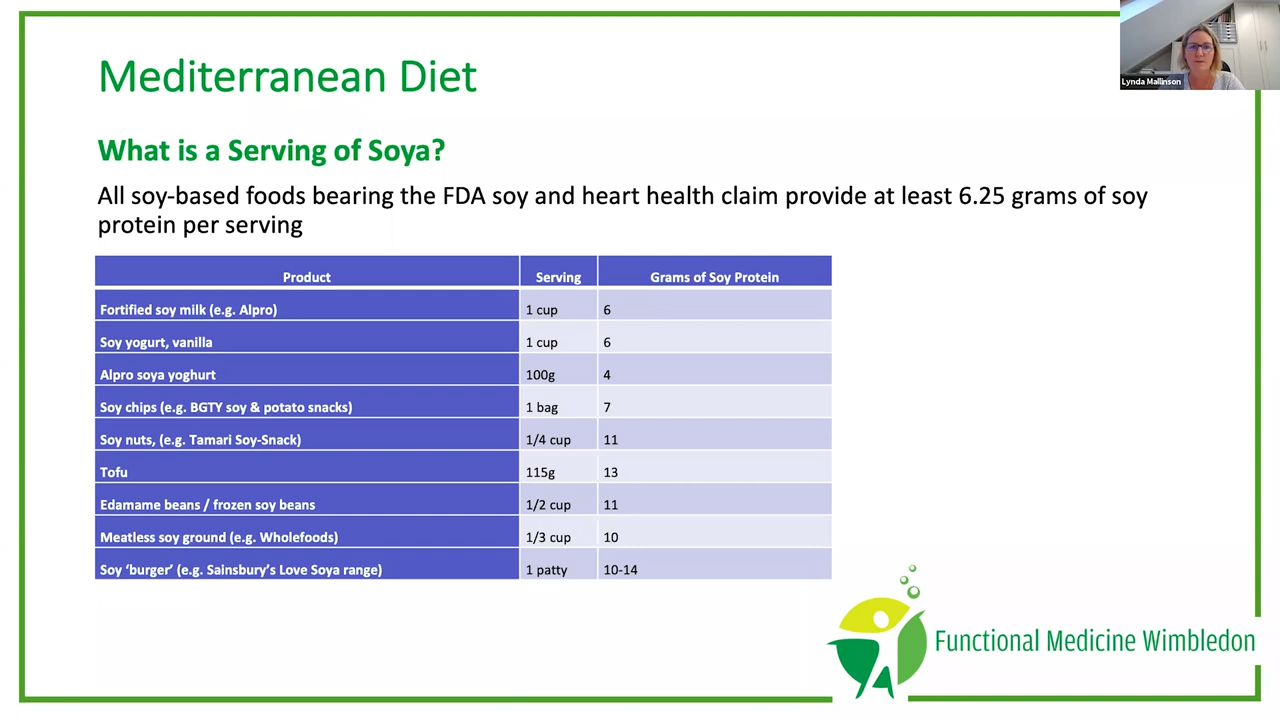 Mediterranean Diet
Lynda Mallinson
What is a Serving of Soya?
All soy-based foods bearing the FDA soy and heart health claim provide at least 6.25 grams of soy
protein per serving
Product Serving Grams of Soy Protein
Fortified soy milk (e.g. Alpro) 1 cup 6
Soy yogurt, vanilla 1 cup 6
Alpro soya yoghurt 100g 4
Soy chips (e.g. BGTY soy & potato snacks) 1 bag 7
Soy nuts, (e.g. Tamari Soy-Snack) 1/4 cup 11
Tofu 115g 13
Edamame beans / frozen soy beans 1/2 cup 11
Meatless soy ground (e.g. Wholefoods) 1/3 cup 10
Soy ‘burger’ (e.g. Sainsbury’s Love Soya range) 1 patty 10-14
Functional Medicine Wimbledon